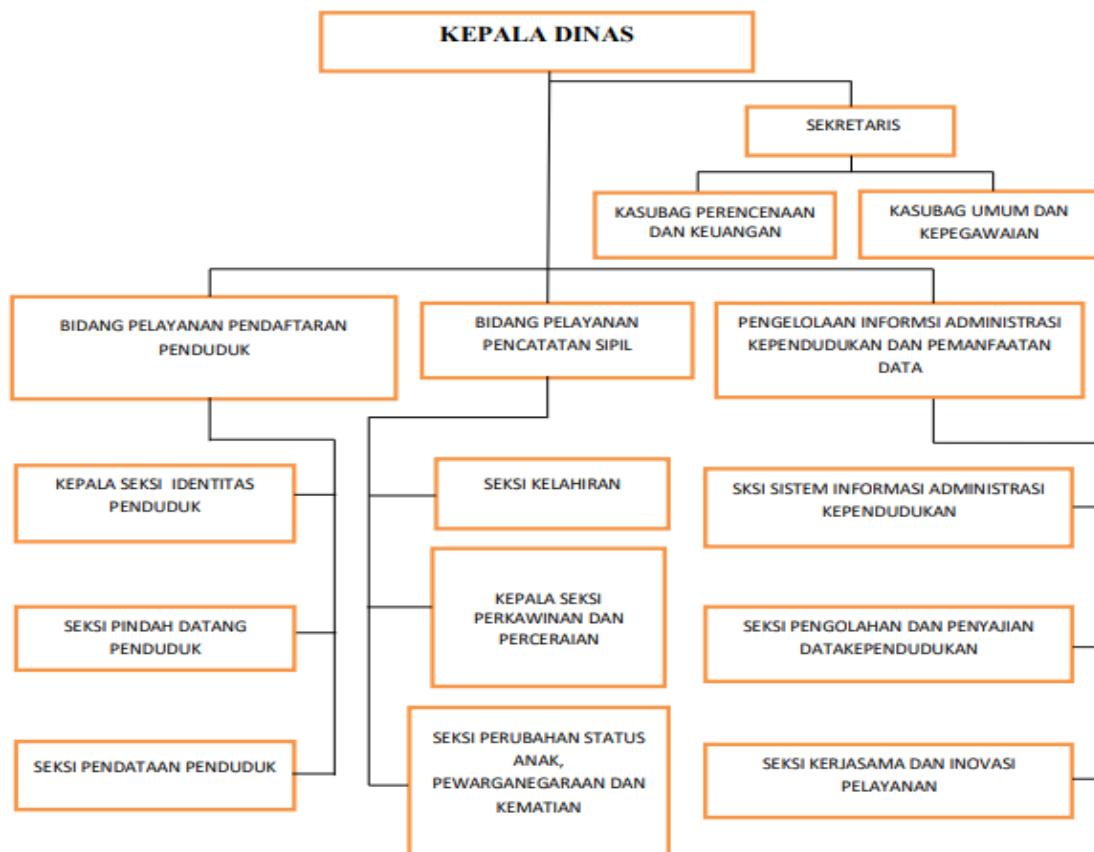 KEPALA DINAS
SEKRETARIS
KASUBAG PERENCENAAN
DAN KEUANGAN
KASUBAG UMUM DAN
KEPEGAWAIAN
BIDANG PELAYANAN PENDAFTARAN
PENDUDUK
BIDANG PELAYANAN
PENCATATAN SIPIL
PENGELOLAAN INFORMSI ADMINISTRASI
KEPENDUDUKAN DAN PEMANFAATAN
DATA
KEPALA SEKSI IDENTITAS
PENDUDUK
SEKSI KELAHIRAN
SKSI SISTEM INFORMASI ADMINISTRASI
KEPENDUDUKAN
SEKSI PINDAH DATANG
PENDUDUK
KEPALA SEKSI
PERKAWINAN DAN
PERCERAIAN
SEKSI PENGOLAHAN DAN PENYAJIAN
DATAKEPENDUDUKAN
SEKSI PENDATAAN PENDUDUK
SEKSI PERUBAHAN STATUS
ANAK,
PEWARGANEGARAAN DAN
KEMATIAN
SEKSI KERJASAMA DAN INOVASI
PELAYANAN